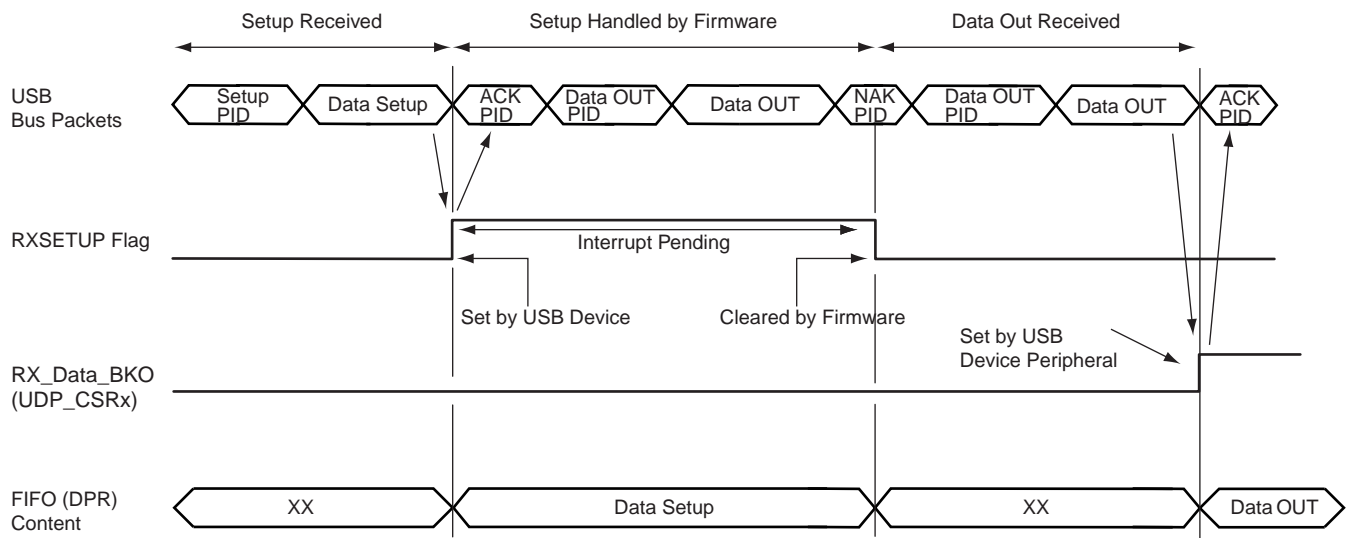 Setup Received
Setup Handled by Firmware
Data Out Received
USB
Bus Packets
Setup
PID
Data Setup
ACK
PID
Data OUT
PID
Data OUT
NAK
PID
Data OUT
PID
Data OUT
ACK
PID
RXSETUP Flag
Interrupt Pending
Set by USB Device
Cleared by Firmware
Set by USB
Device Peripheral
RX_Data_BKO
(UDP_CSRx)
FIFO (DPR)
Content
XX
Data Setup
XX
Data OUT